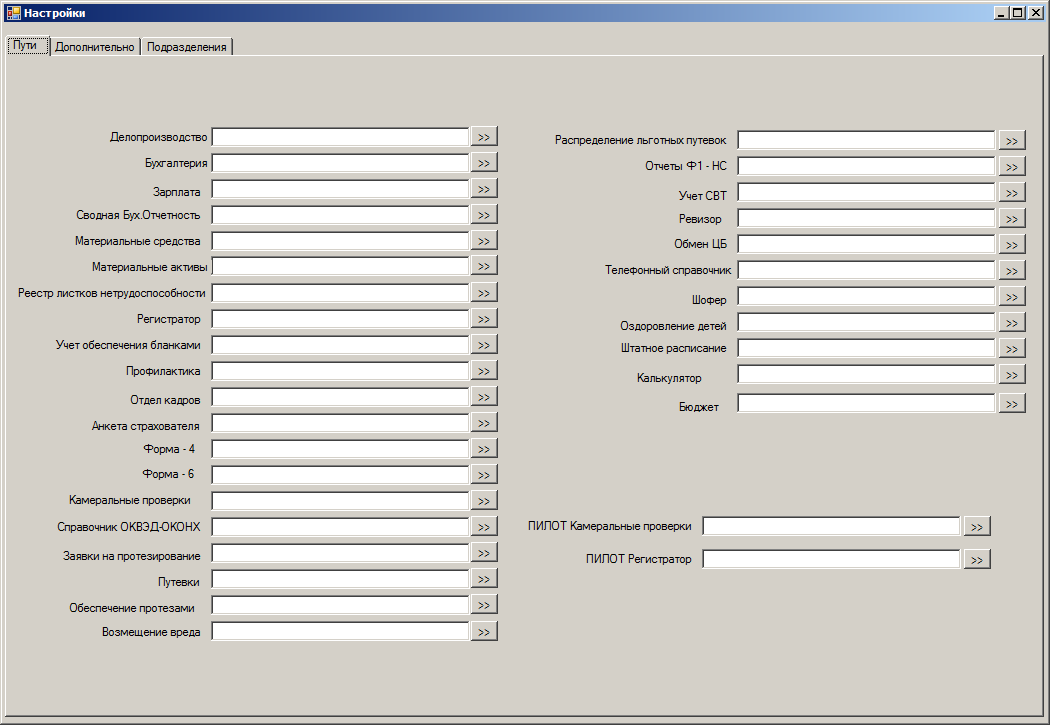 Настройки
Пути Дополнительно Подразделения
Делопроизводство >>
Бухгалтерия >>
Зарплата >>
Сводная Бух.Отчетность >>
Материальные средства >>
Материальные активы >>
Реестр листков нетрудоспособности >>
Регистратор >>
Учет обеспечения бланками >>
Профилактика >>
Отдел кадров >>
Анкета страхователя >>
Форма - 4 >>
Форма - 6 >>
Камеральные проверки >>
Справочник ОКВЭД-ОКОНХ >>
Заявки на протезирование >>
Путевки >>
Обеспечение протезами >>
Возмещение вреда >>
Распределение льготных путевок >>
Отчеты Ф1 - НС >>
Учет СВТ >>
Ревизор >>
Обмен ЦБ >>
Телефонный справочник >>
Шофер >>
Оздоровление детей >>
Штатное расписание >>
Калькулятор >>
Бюджет >>
ПИЛОТ Камеральные проверки >>
ПИЛОТ Регистратор >>